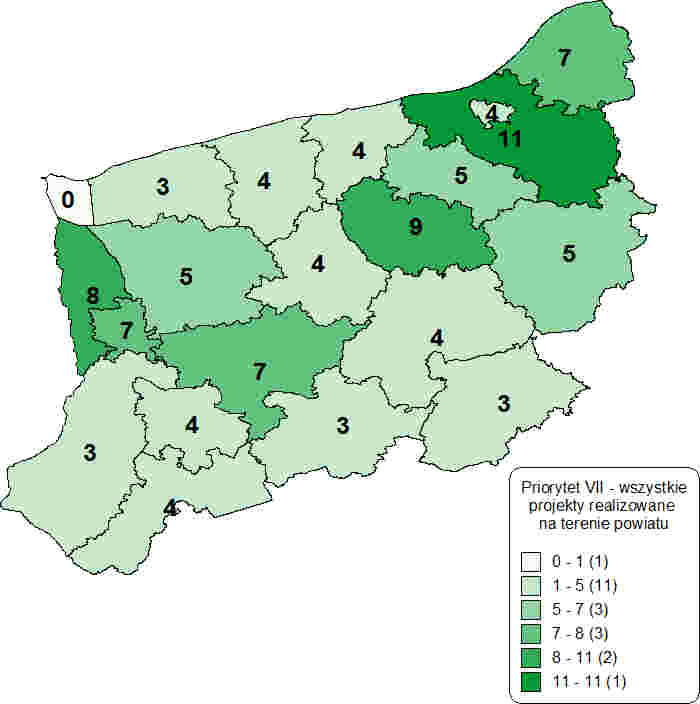 7
4
11
4
5
3
4
0
9
5
4
5
8
7
4
7
3
4
3
3
4
Priorytet VII - wszystkie
projekty realizowane
na terenie powiatu
0 - 1 (1)
1 - 5 (11)
5 - 7 (3)
7 - 8 (3)
8 - 11 (2)
11 - 11 (1)